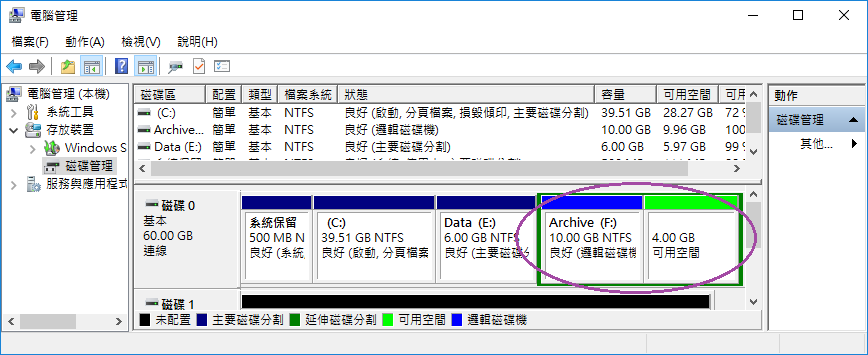 電腦管理
檔案(F) 動作(A) 檢視(V) 說明(H)
電腦管理 (本機)
系統工具
存放裝置
Windows S
磁碟管理
服務與應用程式
磁碟區 配置 類型 檔案系統 狀態 容量 可用空間 可用
(C:) 簡單 基本 NTFS 良好 (啟動, 分頁檔案, 損毀傾印, 主要磁碟分割) 39.51 GB 28.27 GB 72 %
Archive... 簡單 基本 NTFS 良好 (邏輯磁碟機) 10.00 GB 9.96 GB 100
Data (E:) 簡單 基本 NTFS 良好 (主要磁碟分割) 6.00 GB 5.97 GB 99 %
磁碟 0
基本
60.00 GB
連線
系統保留
500 MB N
良好 (系統,
(C:)
39.51 GB NTFS
良好 (啟動, 分頁檔案
Data (E:)
6.00 GB NTFS
良好 (主要磁碟分
Archive (F:)
10.00 GB NTFS
良好 (邏輯磁碟機
4.00 GB
可用空間
磁碟 1
未配置 主要磁碟分割 延伸磁碟分割 可用空間 邏輯磁碟機
動作
磁碟管理
其他...